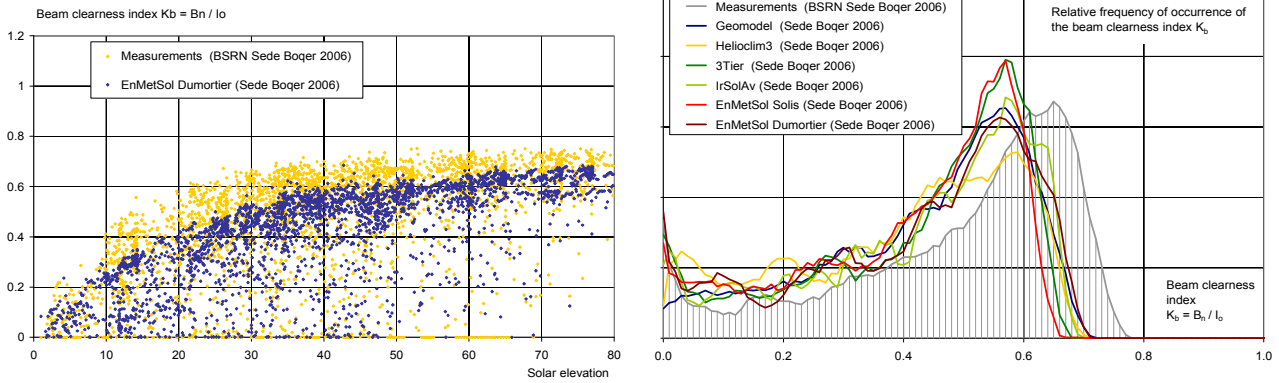 Beam clearness index Kb = Bn / Io
1.2
1
0.8
0.6
0.4
0.2
0
Measurements (BSRN Sede Boqer 2006)
EnMetSol Dumortier (Sede Boqer 2006)
0 10 20 30 40 50 60 70 80
Solar elevation
Measurements (BSRN Sede Boqer 2006)
Geomodel (Sede Boqer 2006)
Helioclim3 (Sede Boqer 2006)
3Tier (Sede Boqer 2006)
IrSolAv (Sede Boqer 2006)
EnMetSol Solis (Sede Boqer 2006)
EnMetSol Dumortier (Sede Boqer 2006)
Relative frequency of occurrence of
the beam clearness index Kb
Beam clearness
index
Kb = Bn / Io
0.0 0.2 0.4 0.6 0.8 1.0